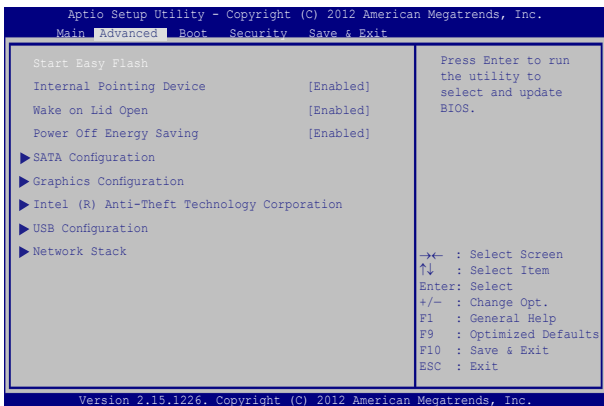 Aptio Setup Utility - Copyright (C) 2012 American Megatrends, Inc.
Main Advanced Boot Security Save & Exit
Start Easy Flash
Internal Pointing Device [Enabled]
Wake on Lid Open [Enabled]
Power Off Energy Saving [Enabled]
SATA Configuration
Graphics Configuration
Intel (R) Anti-Theft Technology Corporation
USB Configuration
Network Stack
Press Enter to run
the utility to
select and update
BIOS.
→← : Select Screen
↑↓ : Select Item
Enter: Select
+/— : Change Opt.
F1 : General Help
F9 : Optimized Defaults
F10 : Save & Exit
ESC : Exit
Version 2.15.1226. Copyright (C) 2012 American Megatrends, Inc.